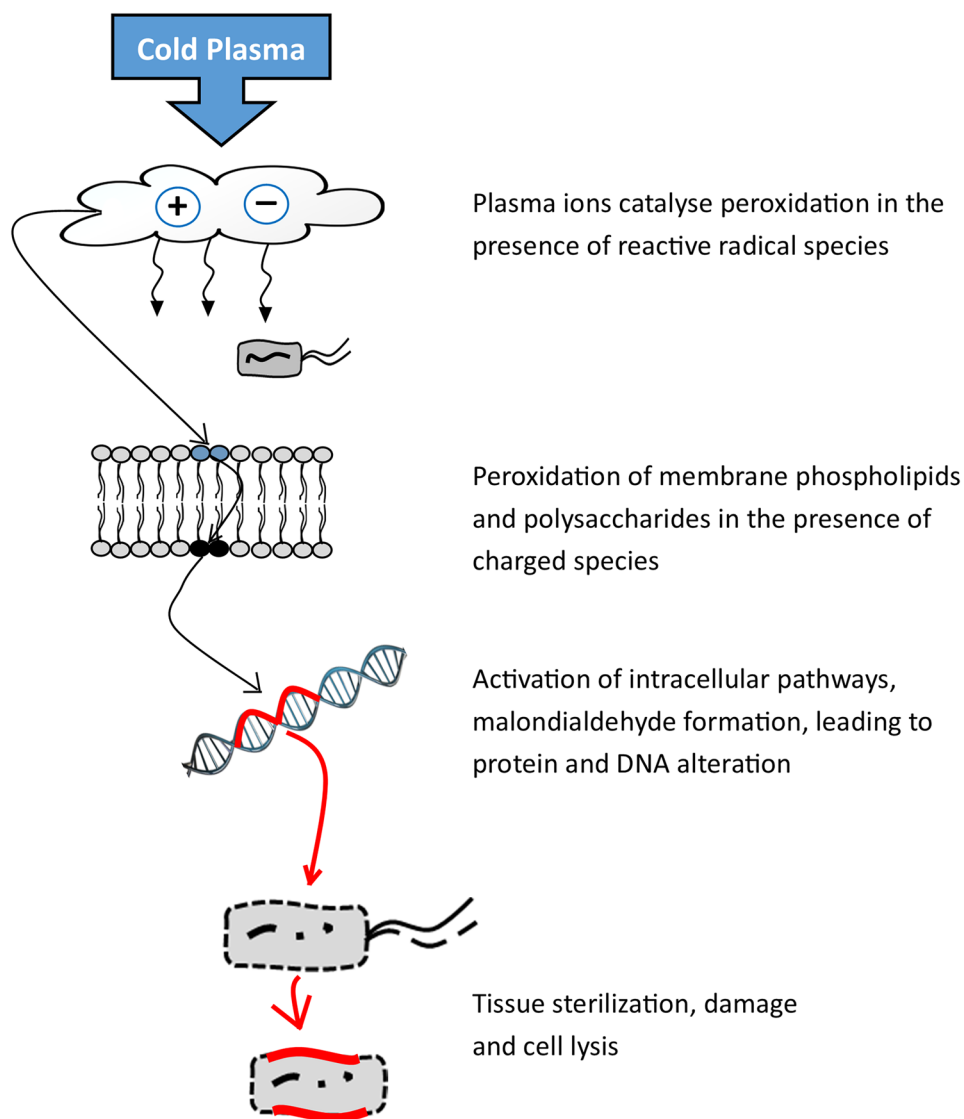 Cold Plasma
+ −
Plasma ions catalyse peroxidation in the
presence of reactive radical species
Peroxidation of membrane phospholipids
and polysaccharides in the presence of
charged species
Activation of intracellular pathways,
malondialdehyde formation, leading to
protein and DNA alteration
Tissue sterilization, damage
and cell lysis